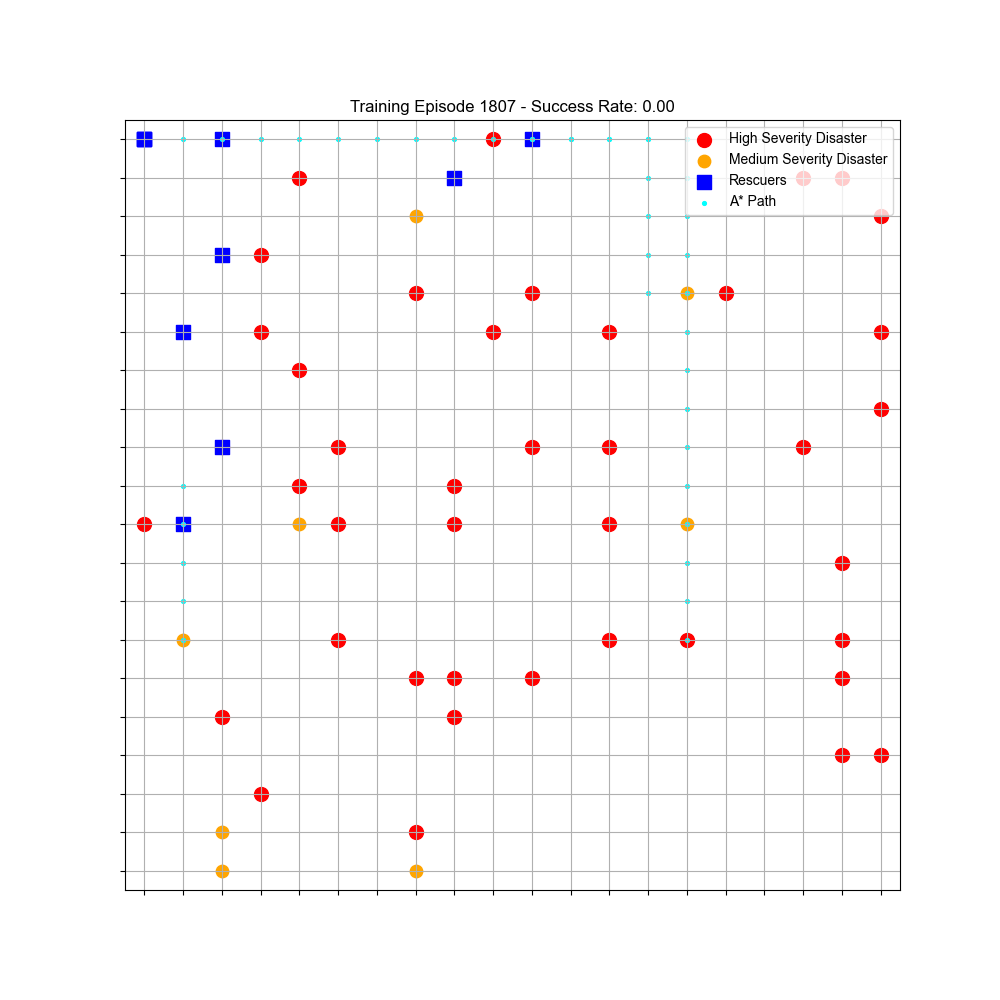 Training Episode 1807 - Success Rate: 0.00
High Severity Disaster
Medium Severity Disaster
Rescuers
A* Path